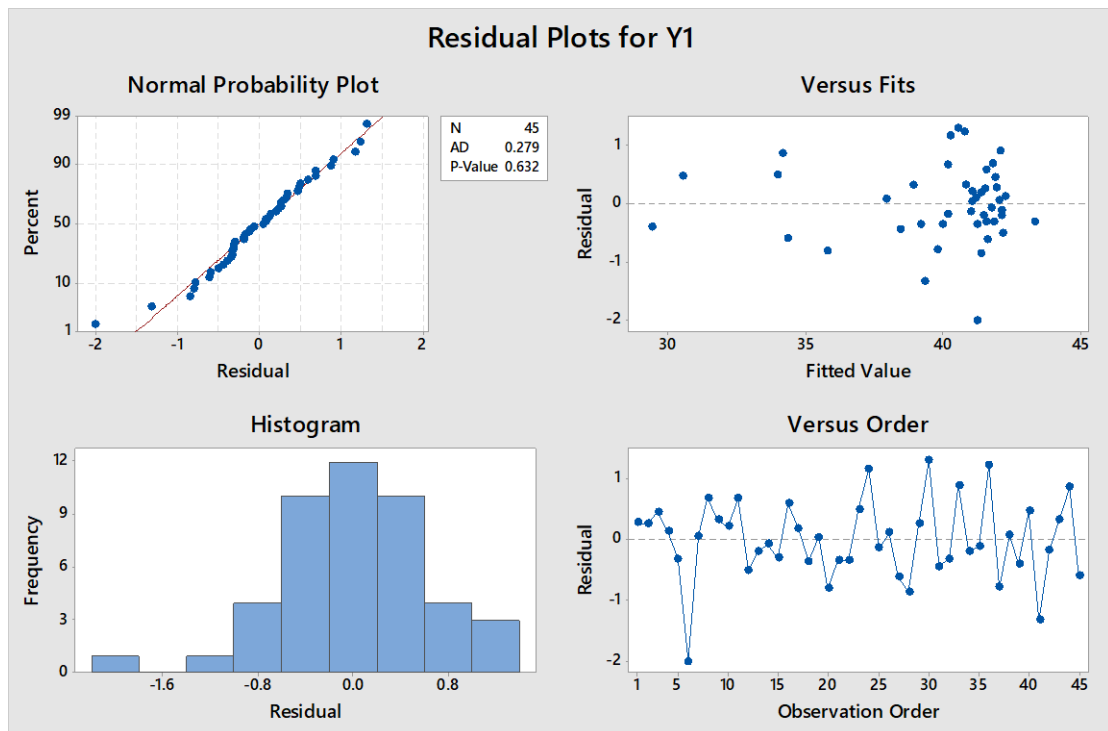 Residual Plots for Y1
Normal Probability Plot
99
90
50
10
1
Percent
-2 -1 0 1 2
Residual
N 45
AD 0.279
P-Value 0.632
Versus Fits
1
0
-1
-2
Residual
30 35 40 45
Fitted Value
Histogram
12
9
6
3
0
Frequency
-1.6 -0.8 0.0 0.8
Residual
Versus Order
1
0
-1
-2
Residual
1 5 10 15 20 25 30 35 40 45
Observation Order